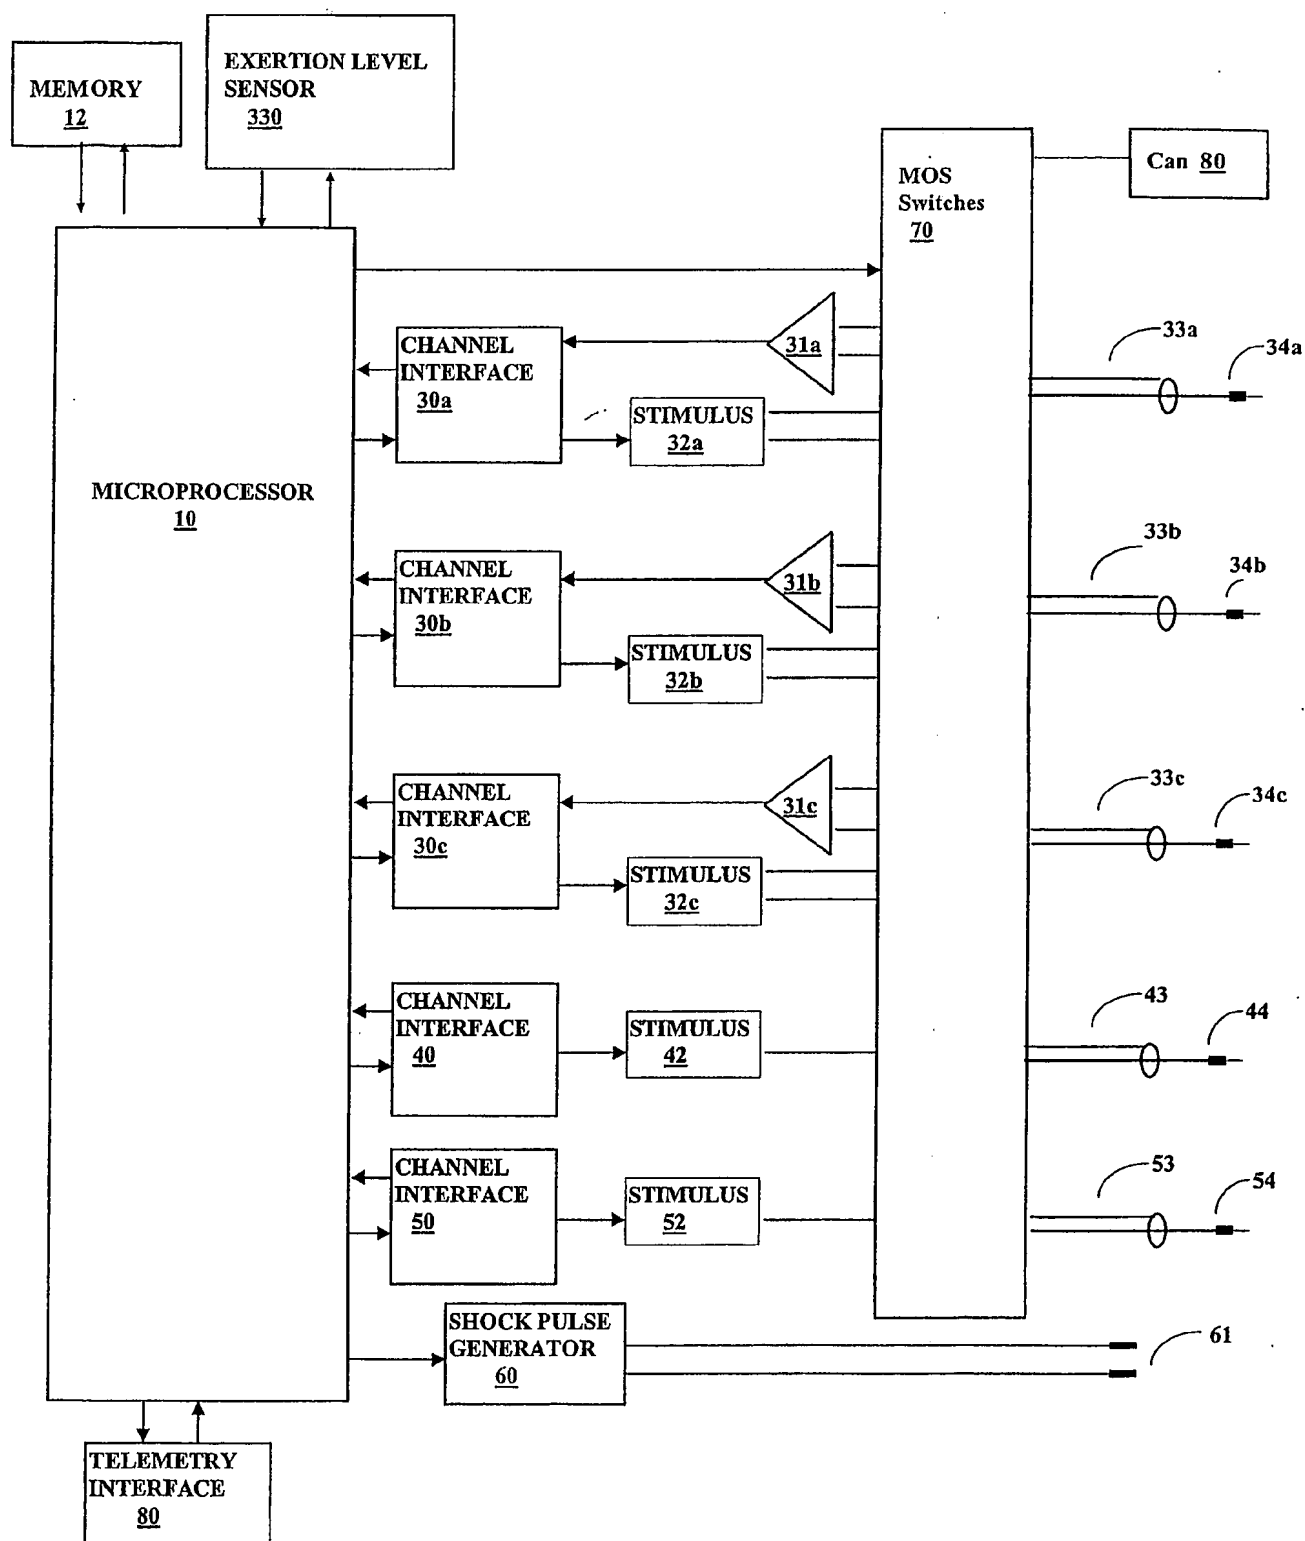 MEMORY
12
EXERTION LEVEL
SENSOR
330
MOS
Switches
70
Can 80
MICROPROCESSOR
10
CHANNEL
INTERFACE
30a
31a
STIMULUS
32a
33a
34a
CHANNEL
INTERFACE
30b
31b
STIMULUS
32b
33b
34b
CHANNEL
INTERFACE
30c
31c
STIMULUS
32c
33c
34c
CHANNEL
INTERFACE
40
STIMULUS
42
43
44
CHANNEL
INTERFACE
50
STIMULUS
52
53
54
SHOCK PULSE
GENERATOR
60
61
TELEMETRY
INTERFACE
80